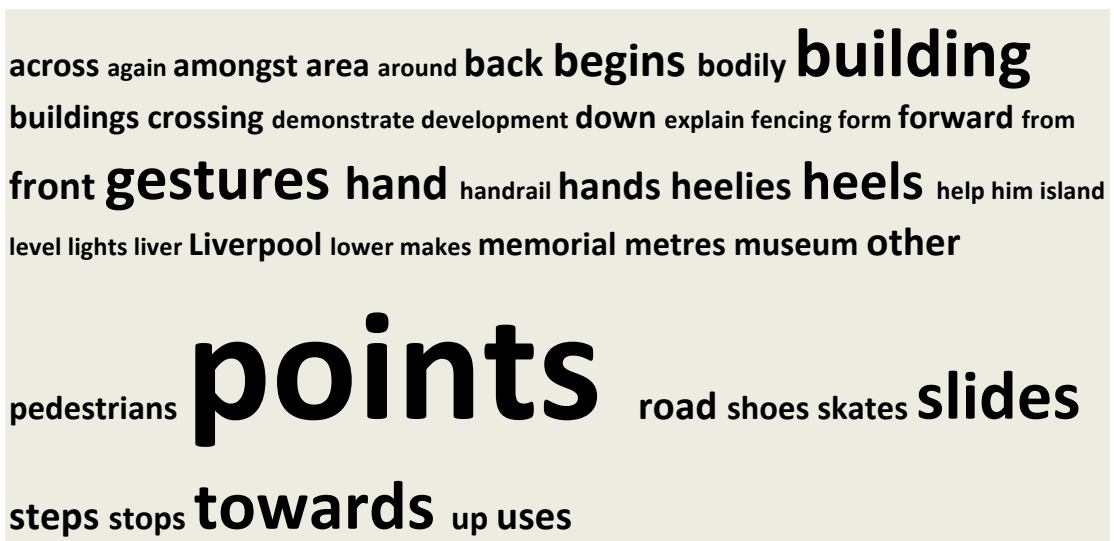 across again amongst area around back begins bodily building
buildings crossing demonstrate development down explain fencing form forward from
front gestures hand handrail hands heelies heels help him island
level lights liver Liverpool lower makes memorial metres museum other
pedestrians points road shoes skates slides
steps stops towards up uses